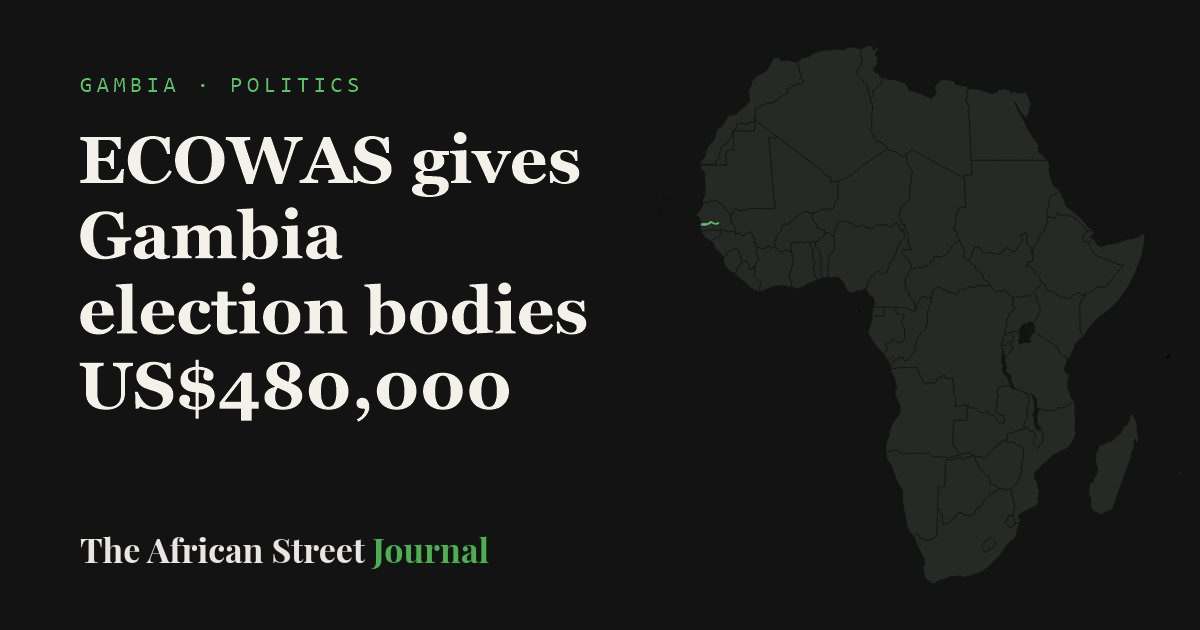 GAMBIA · POLITICS
ECOWAS gives
Gambia
election bodies
US$480,000
The African Street Journal